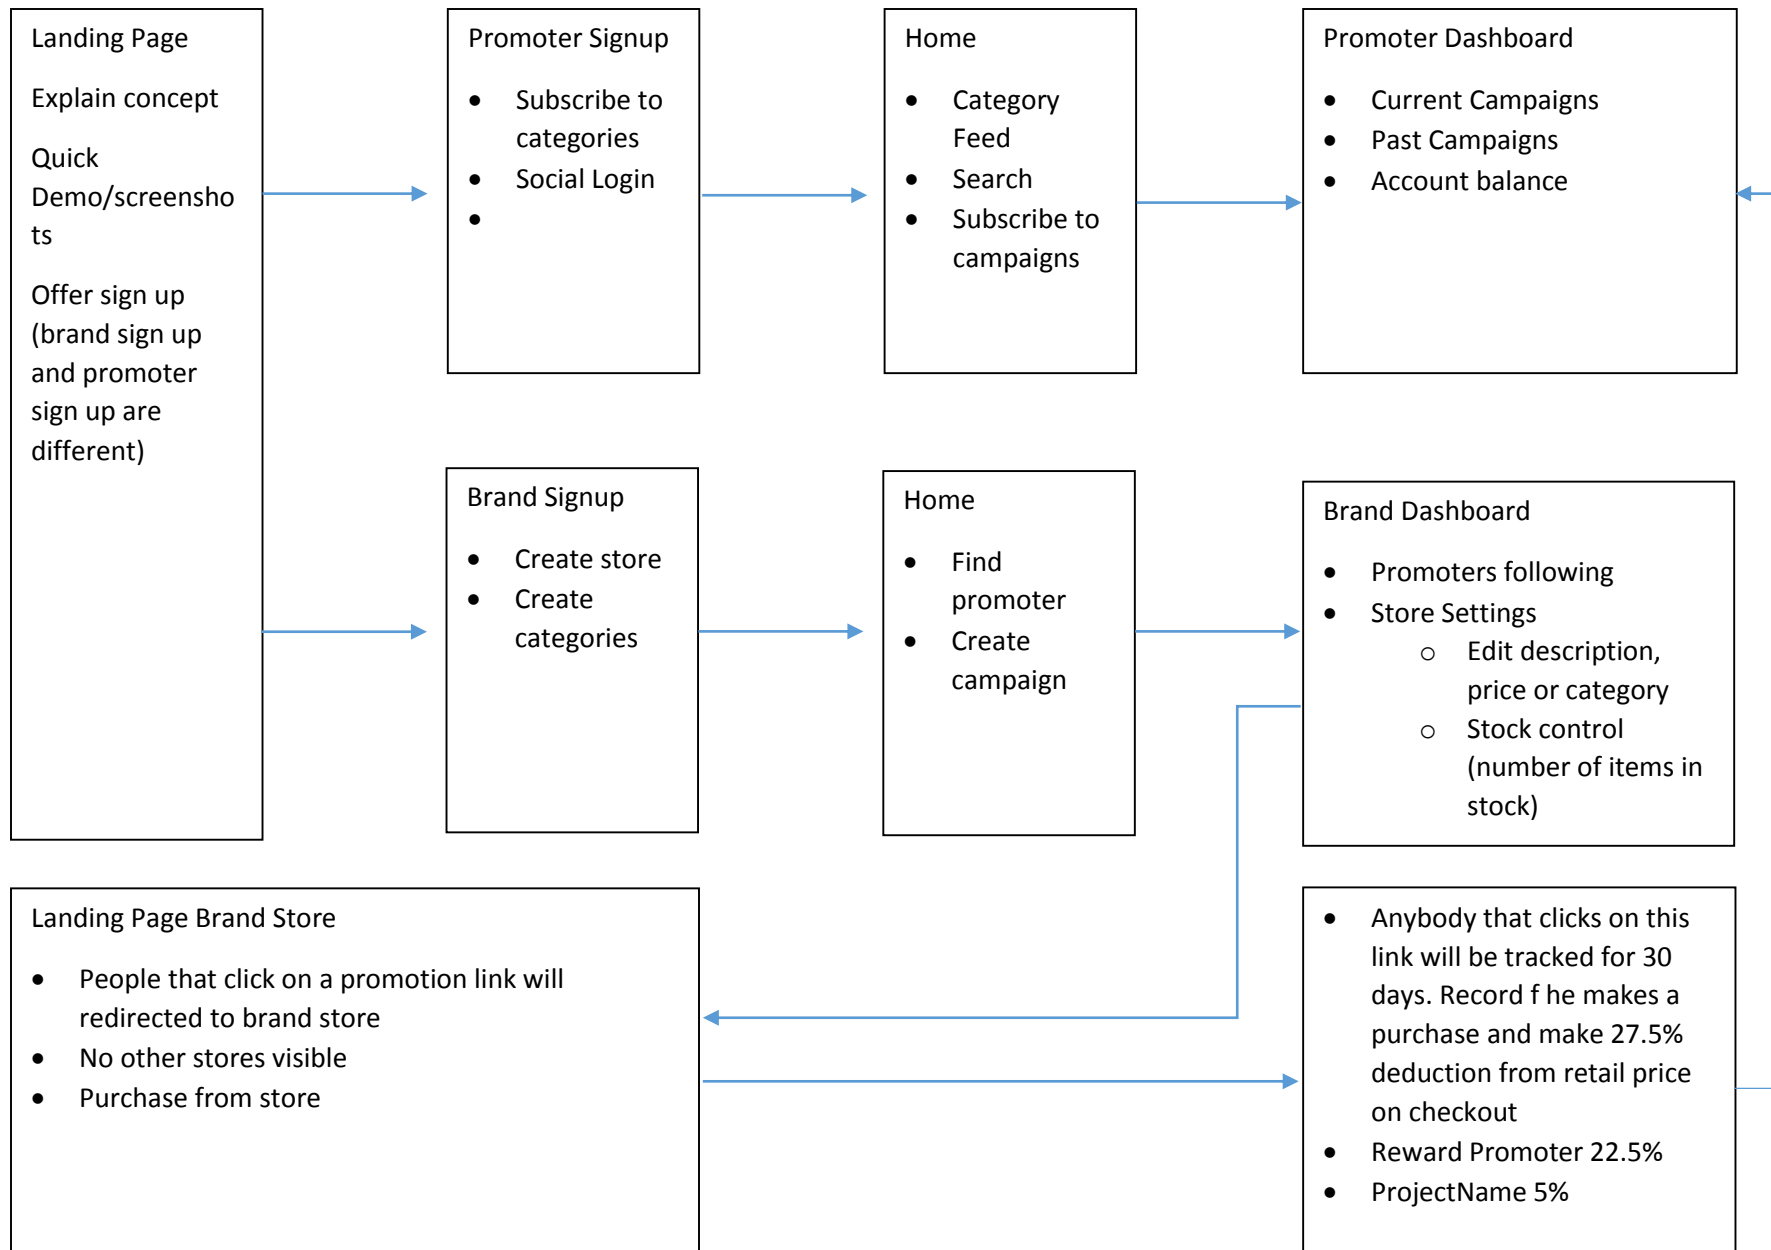 Landing Page
Explain concept
Quick
Demo/screensho
ts
Offer sign up
(brand sign up
and promoter
sign up are
different)
Promoter Signup
• Subscribe to
categories
• Social Login
•
Home
• Category
Feed
• Search
• Subscribe to
campaigns
Promoter Dashboard
• Current Campaigns
• Past Campaigns
• Account balance
Brand Signup
• Create store
• Create
categories
Home
• Find
promoter
• Create
campaign
Brand Dashboard
• Promoters following
• Store Settings
o Edit description,
price or category
o Stock control
(number of items in
stock)
Landing Page Brand Store
• People that click on a promotion link will
redirected to brand store
• No other stores visible
• Purchase from store
• Anybody that clicks on this
link will be tracked for 30
days. Record f he makes a
purchase and make 27.5%
deduction from retail price
on checkout
• Reward Promoter 22.5%
• ProjectName 5%